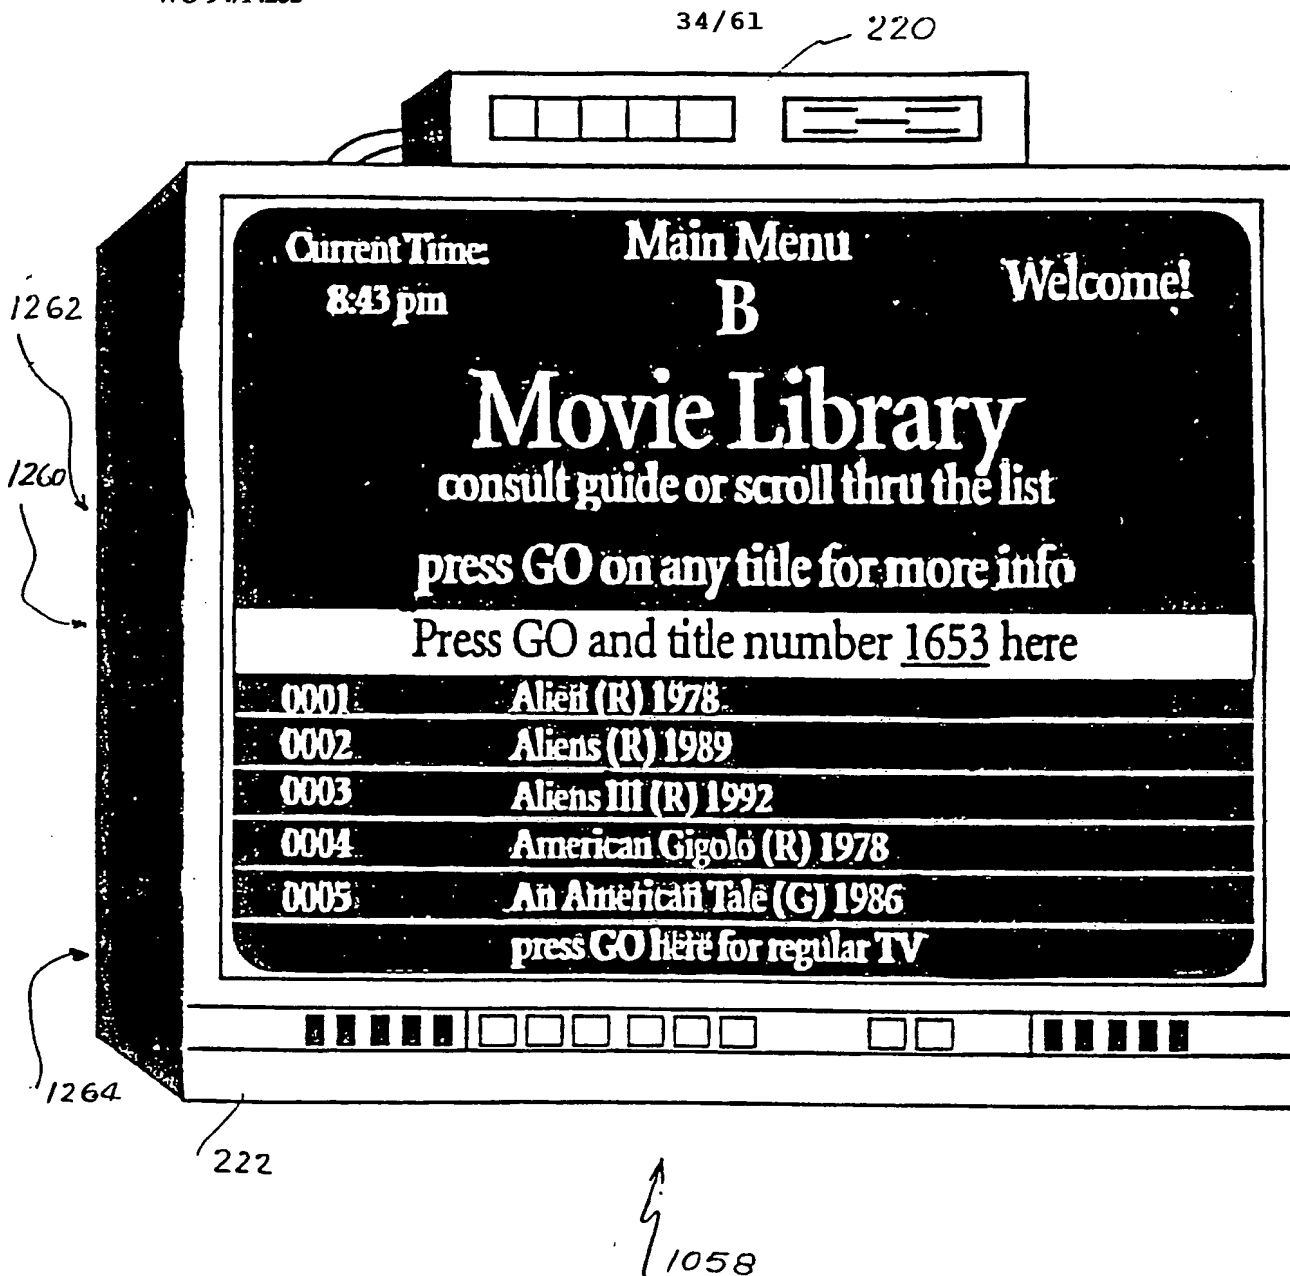 34/61
220
Current Time: Main Menu Welcome!
8:43 pm B
Movie Library
consult guide or scroll thru the list
press GO on any title for more info
Press GO and title number 1653 here
0001 Alien (R) 1978
0002 Aliens (R) 1989
0003 Aliens III (R) 1992
0004 American Gigolo (R) 1978
0005 An American Tale (G) 1986
press GO here for regular TV
1262
1260
1264
222
1058